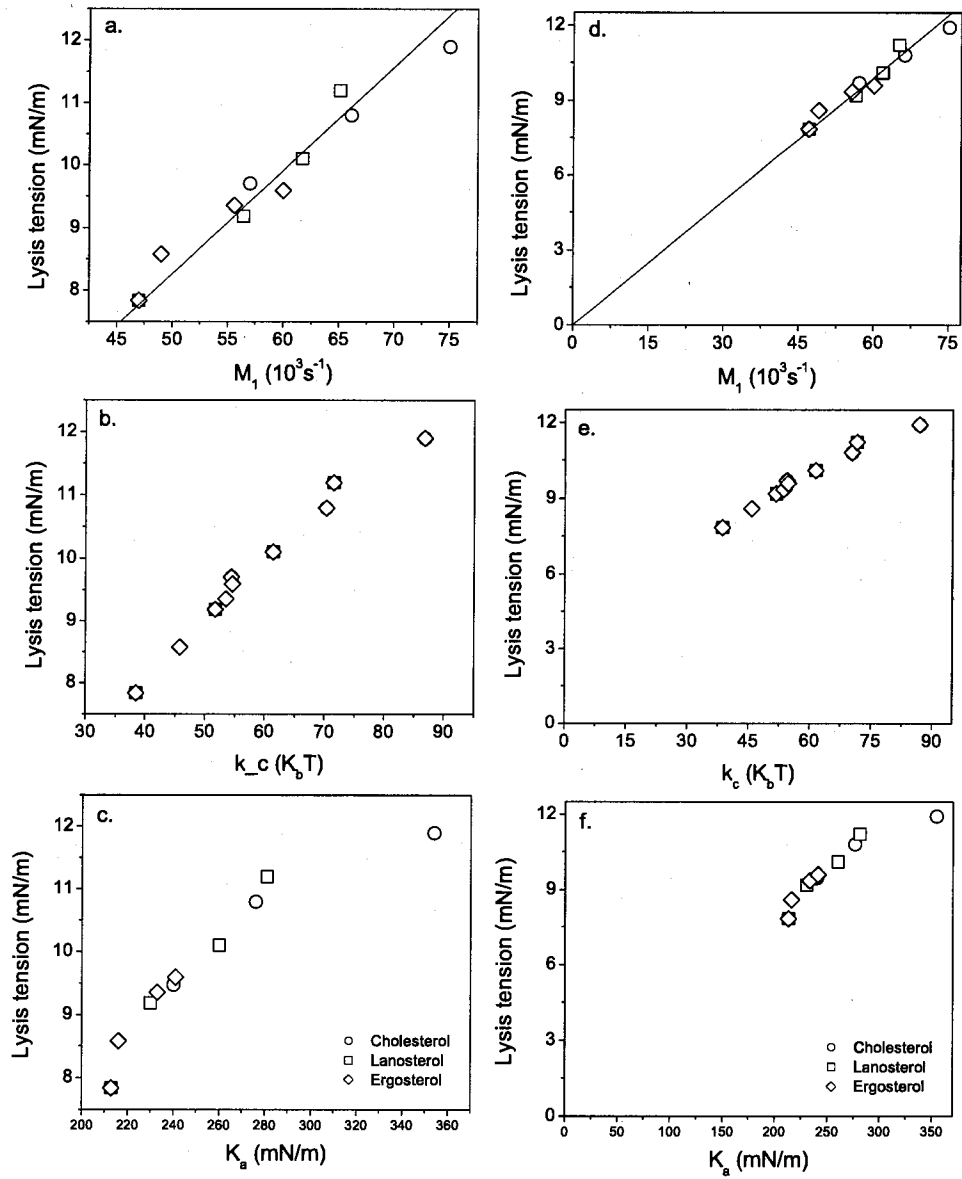 a.
Lysis tension (mN/m)
12
11
10
9
8
45 50 55 60 65 70 75
M₁ (10³s⁻¹)
d.
Lysis tension (mN/m)
12
9
6
3
0
0 15 30 45 60 75
M₁ (10³s⁻¹)
b.
Lysis tension (mN/m)
12
11
10
9
8
30 40 50 60 70 80 90
k_c (K_bT)
e.
Lysis tension (mN/m)
12
9
6
3
0
0 15 30 45 60 75 90
k_c (K_bT)
c.
Lysis tension (mN/m)
12
11
10
9
8
Cholesterol
Lanosterol
Ergosterol
200 220 240 260 280 300 320 340 360
Kₐ (mN/m)
f.
Lysis tension (mN/m)
12
9
6
3
0
Cholesterol
Lanosterol
Ergosterol
0 50 100 150 200 250 300 350
Kₐ (mN/m)